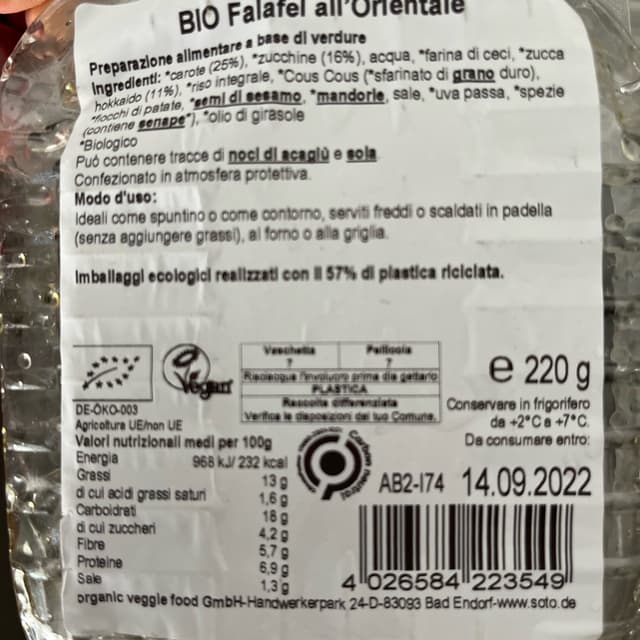 BIO Falafel all'Orientale
Preparazione alimentare a base di verdure
Ingredienti: *carote (25%), *zucchine (16%), acqua, *farina di ceci, *zucca
hokkaido (11%), *riso integrale, *Cous Cous (*sfarinato di grano duro),
*fiocchi di patate, *semi di sesamo, *mandorle, sale, *uva passa, *spezie
(contiene senape*), *olio di girasole
*Biologico
Può contenere tracce di noci di acagiù e soia.
Confezionato in atmosfera protettiva.
Modo d'uso:
Ideali come spuntino o come contorno, serviti freddi o scaldati in padella
(senza aggiungere grassi), al forno o alla griglia.
Imballaggi ecologici realizzati con il 57% di plastica riciclata.
Vaschetta Pellicola
7 7
Risciacqua l'involucro prima di gettarlo
PLASTICA
Raccolta differenziata
Verifica le disposizioni del tuo Comune.
Vegan
e 220 g
DE-ÖKO-003
Agricoltura UE/non UE
Conservare in frigorifero
da +2°C a +7°C.
Da consumare entro:
Valori nutrizionali medi per 100g
Energia 968 kJ/ 232 kcal
Grassi 13 g
di cui acidi grassi saturi 1,6 g
Carboidrati 18 g
di cui zuccheri 4,2 g
Fibre 5,7 g
Proteine 6,9 g
Sale 1,3 g
Carbon Neutral
AB2-I74 14.09.2022
4 026584 223549
organic veggie food GmbH-Handwerkerpark 24-D-83093 Bad Endorf-www.soto.de